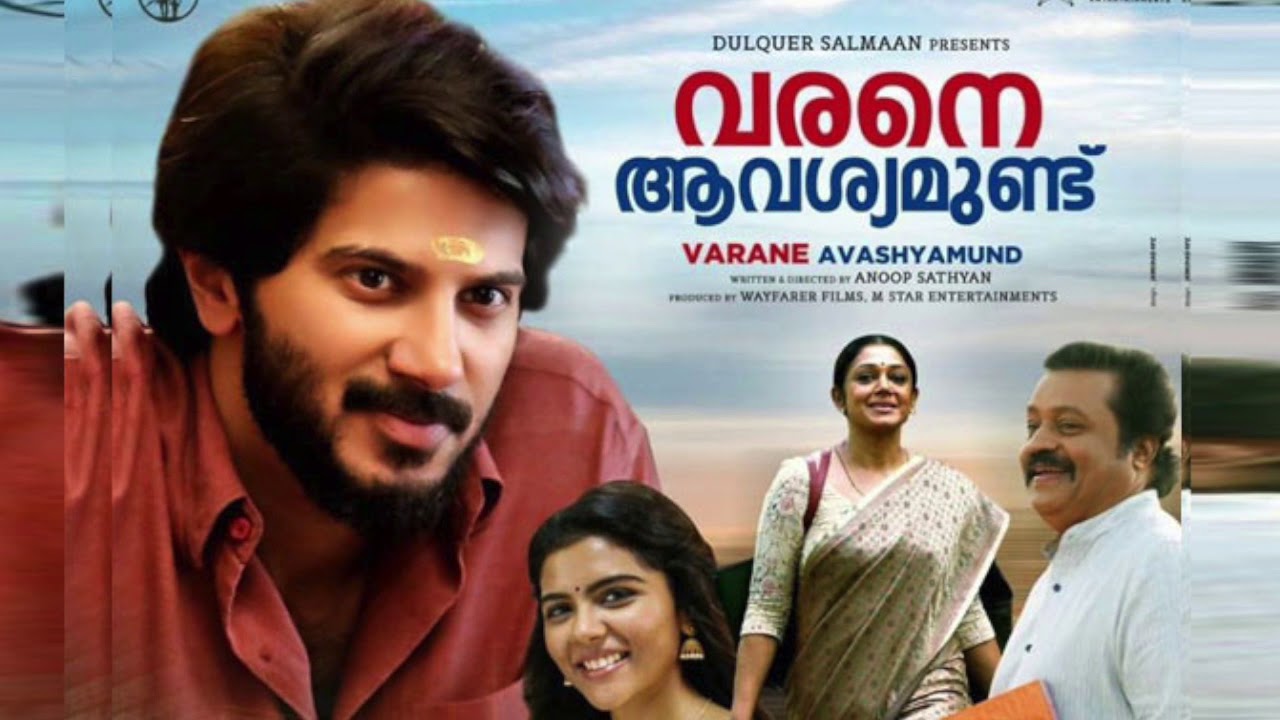 DULQUER SALMAAN PRESENTS
വരനെ
ആവശ്യമുണ്ട്
VARANE AVASHYAMUND
WRITTEN & DIRECTED BY ANOOP SATHYAN
PRODUCED BY WAYFARER FILMS, M STAR ENTERTAINMENTS